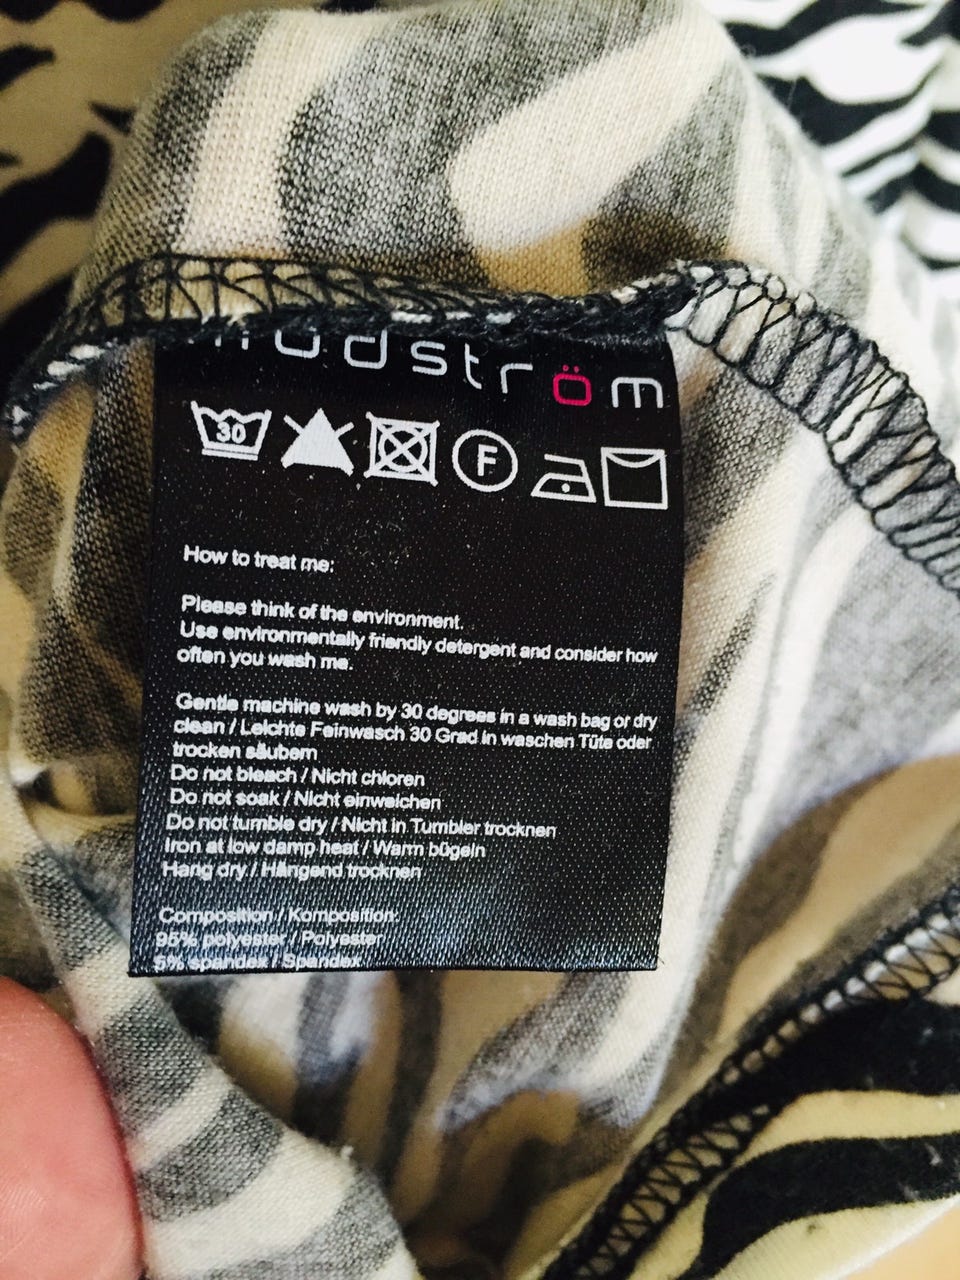 modström
30 F
How to treat me:
Please think of the environment.
Use environmentally friendly detergent and consider how
often you wash me.
Gentle machine wash by 30 degrees in a wash bag or dry
clean / Leichte Feinwasch 30 Grad in waschen Tüte oder
trocken säubern
Do not bleach / Nicht chloren
Do not soak / Nicht einweichen
Do not tumble dry / Nicht in Tumbler trocknen
Iron at low damp heat / Warm bügeln
Hang dry / Hängend trocknen
Composition / Komposition:
95% polyester / Polyester
5% spandex / Spandex